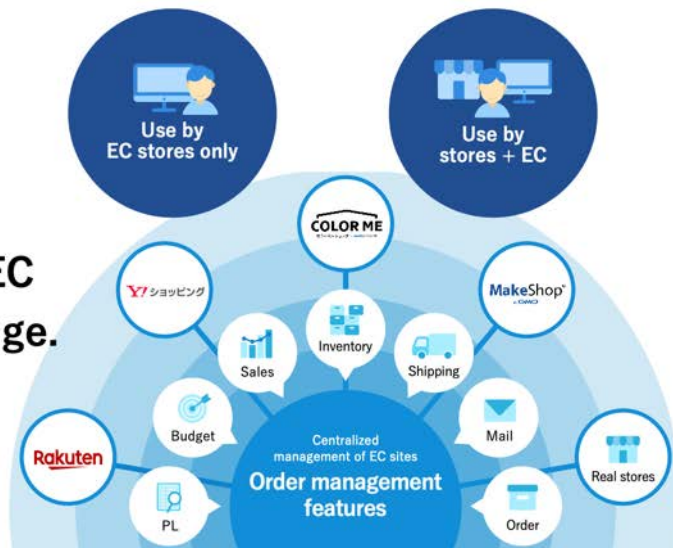 Use by
EC stores only
Use by
stores + EC
COLOR ME
EC
ge.
Y! ショッピング
MakeShop
by GMO
Inventory
Sales
Shipping
Budget
Mail
Rakuten
Real stores
PL
Order
Centralized
management of EC sites
Order management
features